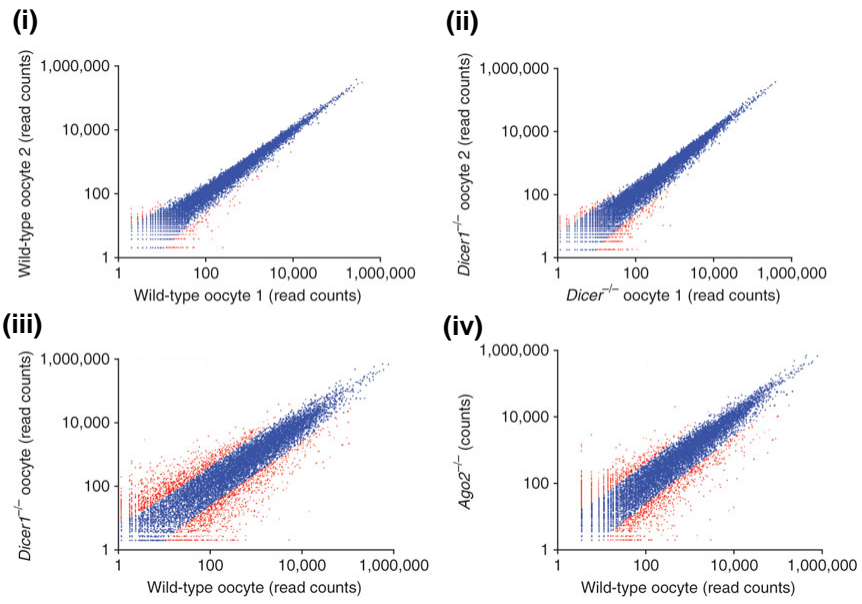 (i)
Wild-type oocyte 2 (read counts)
1,000,000
10,000
100
1
1
100
10,000
1,000,000
Wild-type oocyte 1 (read counts)
(ii)
Dicer1−/− oocyte 2 (read counts)
1,000,000
10,000
100
1
1
100
10,000
1,000,000
Dicer−/− oocyte 1 (read counts)
(iii)
Dicer1−/− oocyte (read counts)
1,000,000
10,000
100
1
1
100
10,000
1,000,000
Wild-type oocyte (read counts)
(iv)
Ago2−/− (counts)
1,000,000
10,000
100
1
1
100
10,000
1,000,000
Wild-type oocyte (read counts)